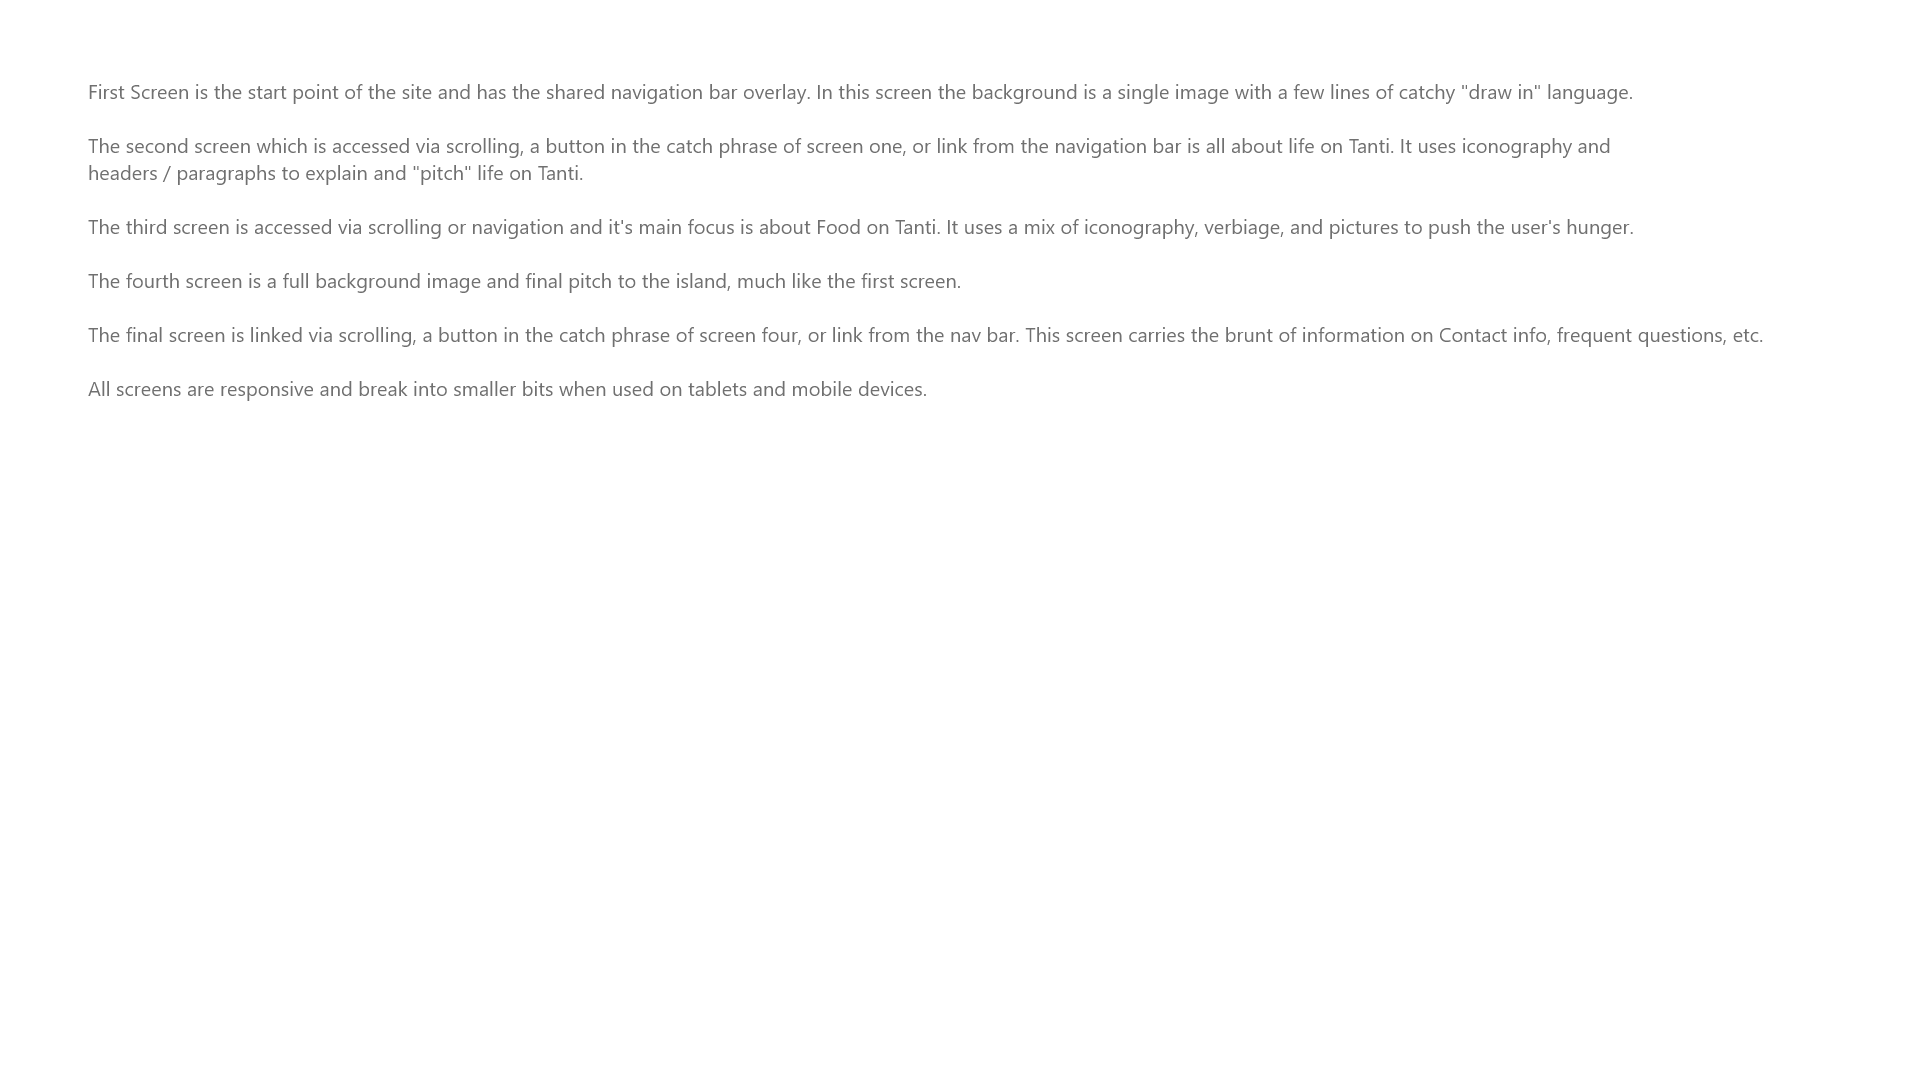 First Screen is the start point of the site and has the shared navigation bar overlay. In this screen the background is a single image with a few lines of catchy "draw in" language.
The second screen which is accessed via scrolling, a button in the catch phrase of screen one, or link from the navigation bar is all about life on Tanti. It uses iconography and
headers / paragraphs to explain and "pitch" life on Tanti.
The third screen is accessed via scrolling or navigation and it's main focus is about Food on Tanti. It uses a mix of iconography, verbiage, and pictures to push the user's hunger.
The fourth screen is a full background image and final pitch to the island, much like the first screen.
The final screen is linked via scrolling, a button in the catch phrase of screen four, or link from the nav bar. This screen carries the brunt of information on Contact info, frequent questions, etc.
All screens are responsive and break into smaller bits when used on tablets and mobile devices.